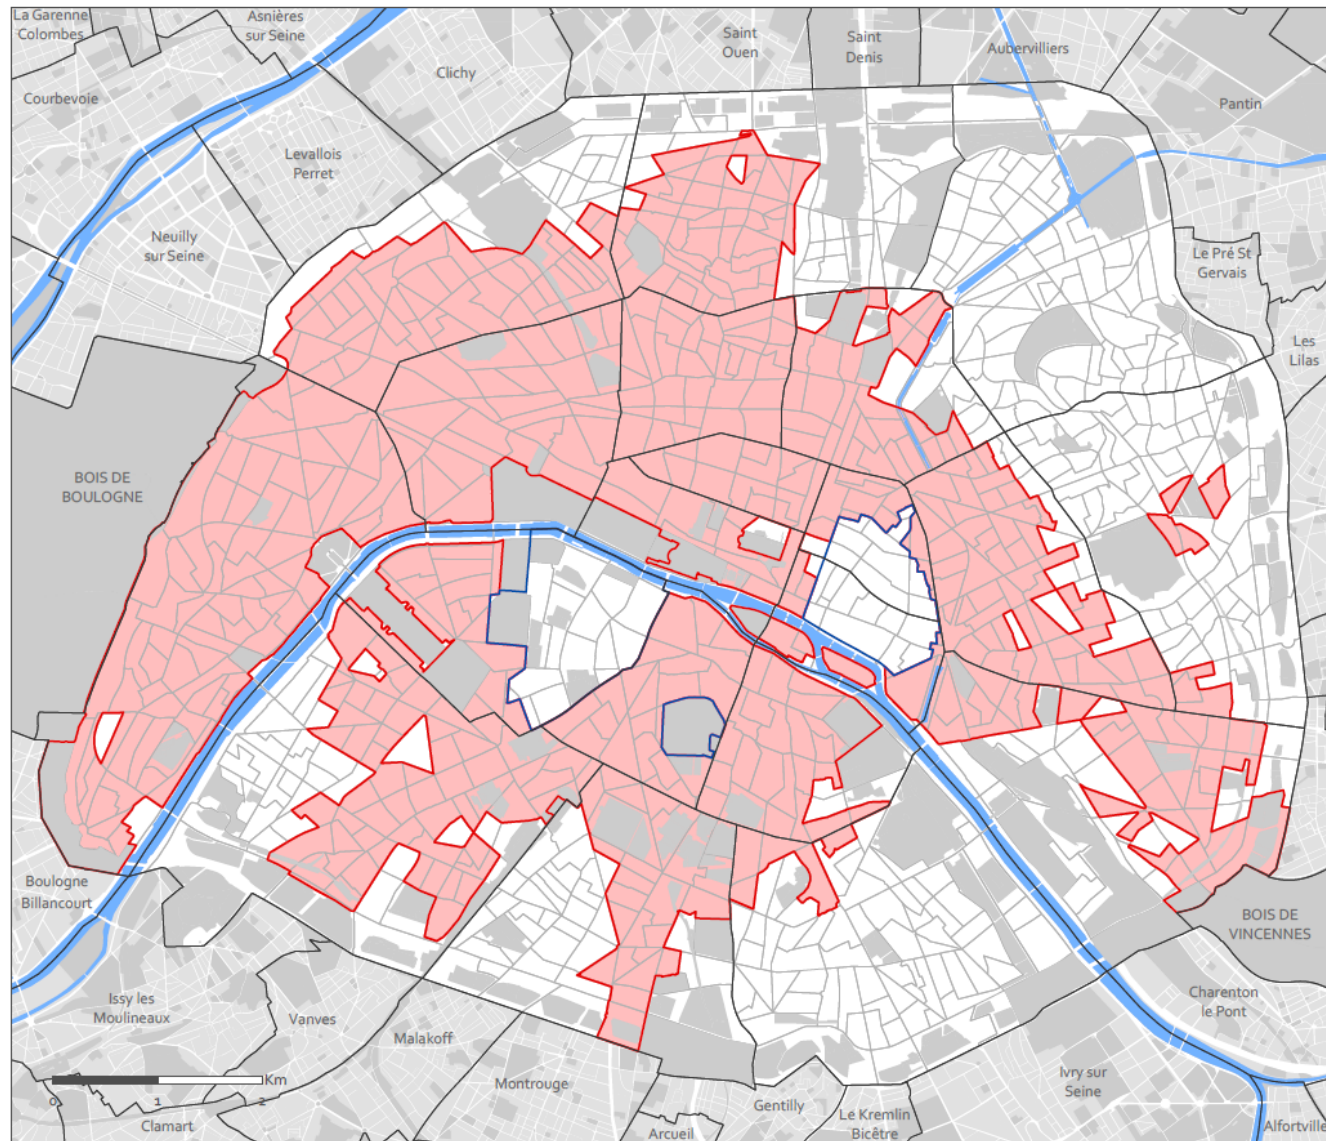 La Garenne
Colombes
Asnières
sur Seine
Courbevoie
Clichy
Saint
Ouen
Saint
Denis
Aubervilliers
Pantin
Levallois
Perret
Neuilly
sur Seine
Le Pré St
Gervais
Les
Lilas
BOIS DE
BOULOGNE
Boulogne
Billancourt
BOIS DE
VINCENNES
Issy les
Moulineaux
Vanves
Malakoff
Charenton
le Pont
Montrouge
Ivry sur
Seine
Km
0 1 2
Clamart
Gentilly
Arcueil
Le Kremlin
Bicêtre
Alfortville